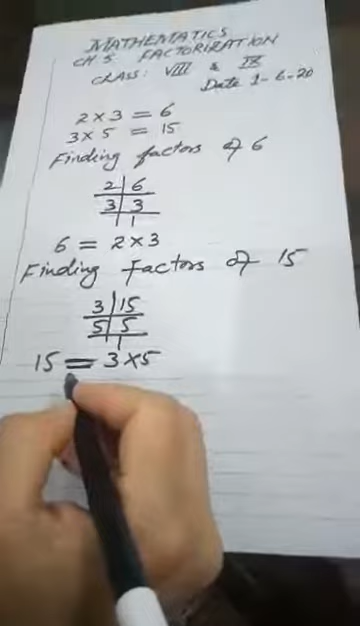 MATHEMATICS
CH 5 FACTORIZATION
CLASS: VIII & IX
Date 1-6-20
2 × 3 = 6
3 × 5 = 15
Finding factors of 6
2 | 6
3 | 3
1
6 = 2 × 3
Finding Factors of 15
3 | 15
5 | 5
1
15 = 3 × 5